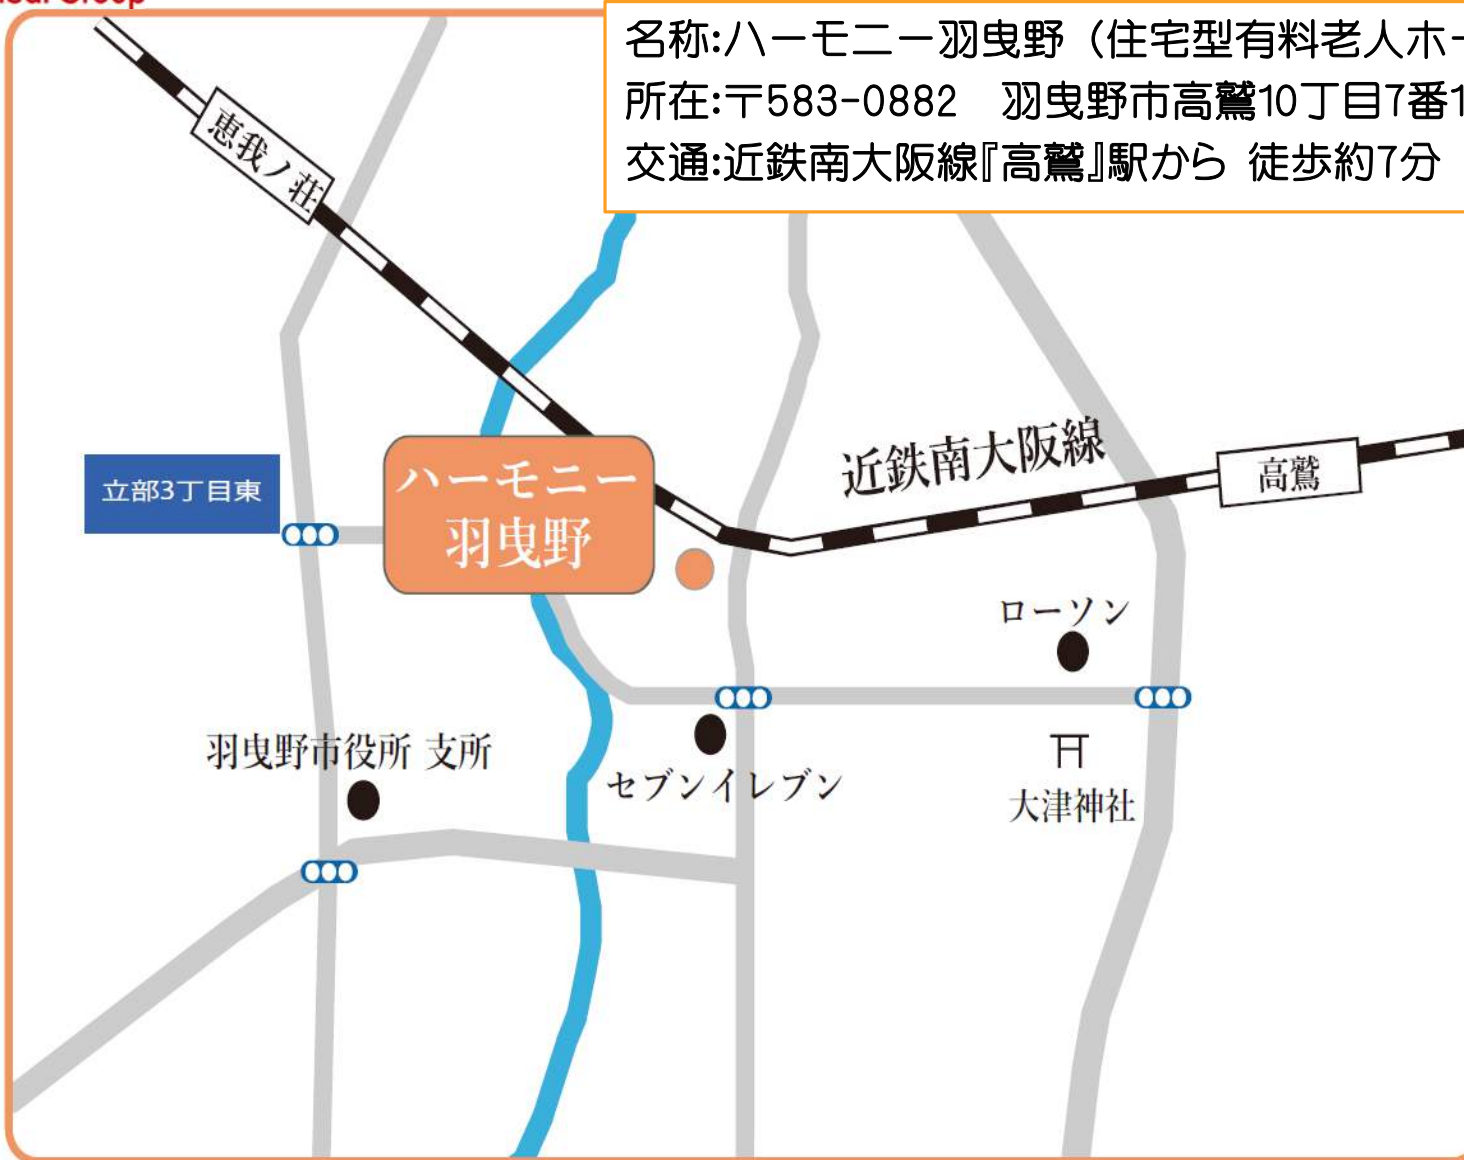 Group
名称:ハーモニー羽曳野（住宅型有料老人ホー
所在:〒583-0882　羽曳野市高鷲10丁目7番1
交通:近鉄南大阪線『高鷲』駅から 徒歩約7分
恵我ノ荘
近鉄南大阪線
高鷲
立部3丁目東
ハーモニー
羽曳野
ローソン
羽曳野市役所 支所
セブンイレブン
大津神社